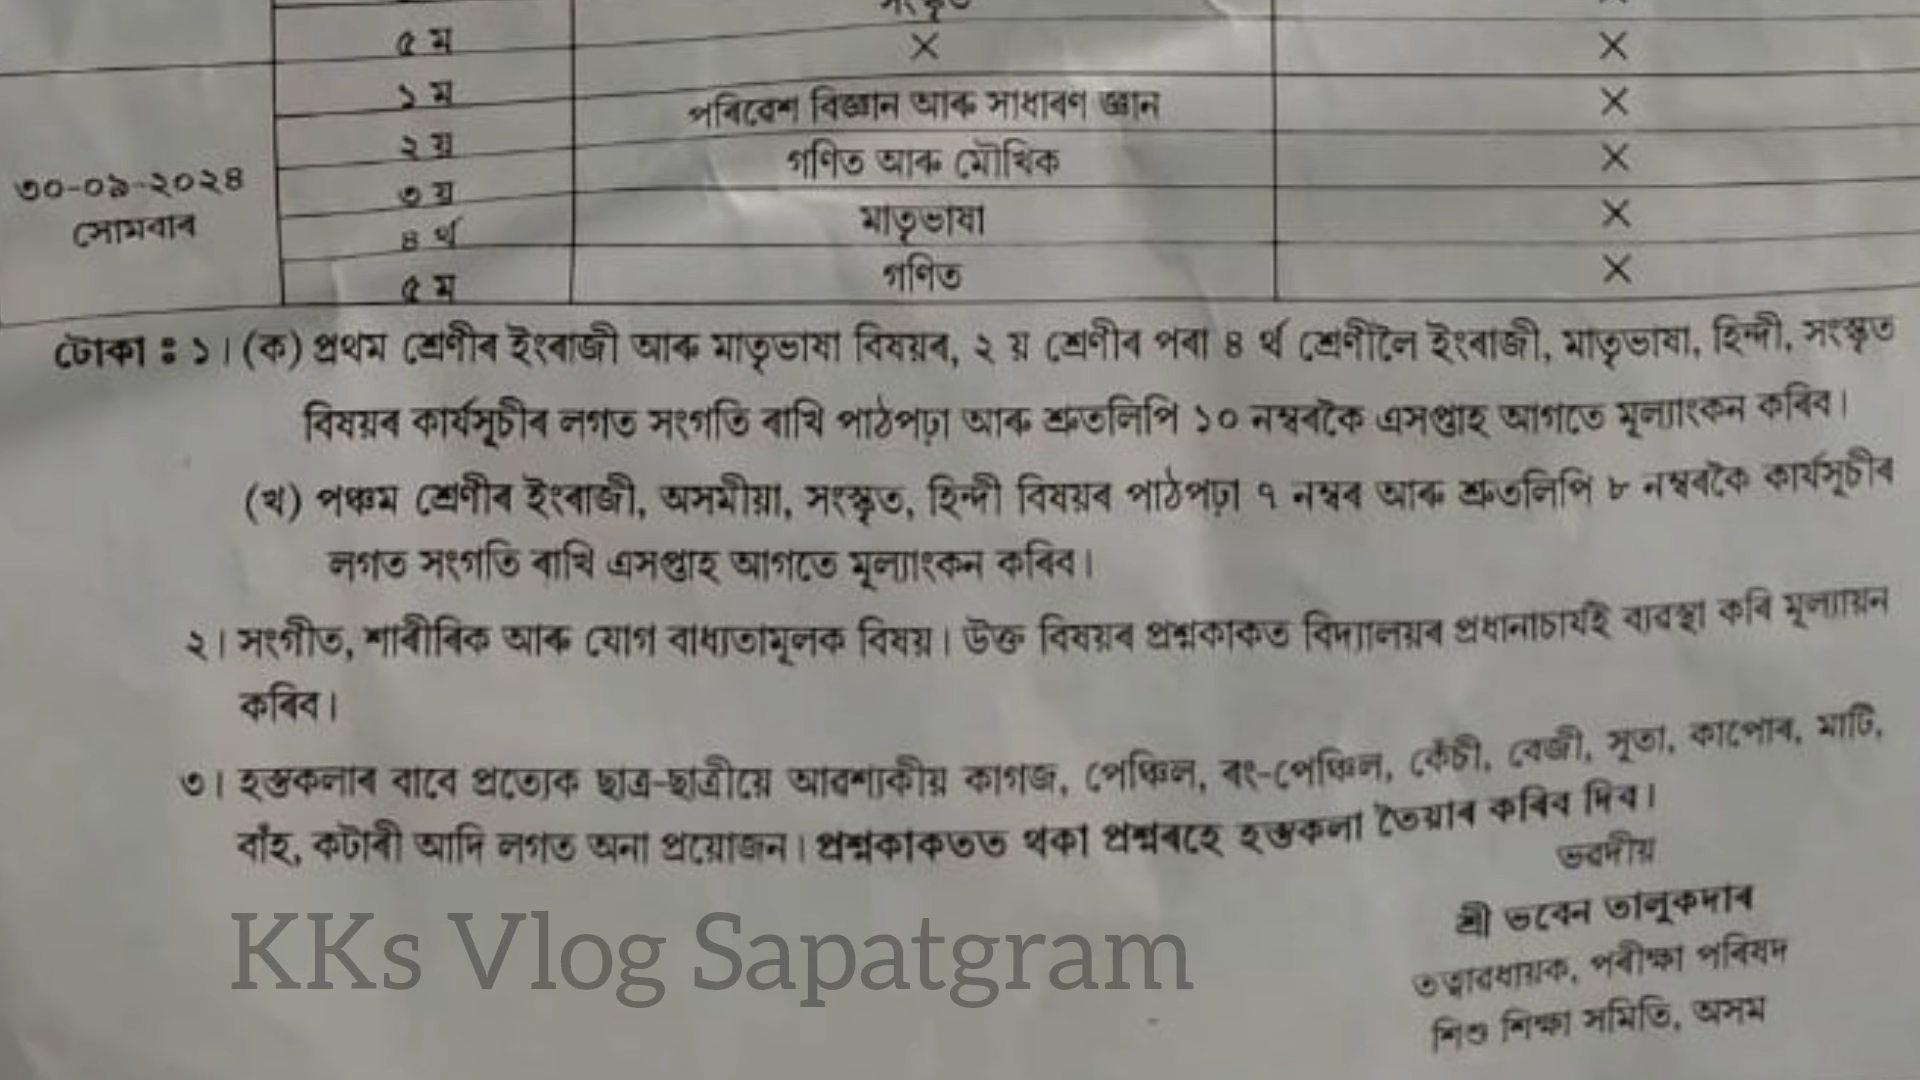 ৫ ম × ×
১ ম পৰিবেশ বিজ্ঞান আৰু সাধাৰণ জ্ঞান ×
২ য় গণিত আৰু মৌখিক ×
৩০-০৯-২০২৪ ৩ য় মাতৃভাষা ×
সোমবাৰ ৪ ৰ্থ গণিত ×
৫ ম
টোকা : ১। (ক) প্ৰথম শ্ৰেণীৰ ইংৰাজী আৰু মাতৃভাষা বিষয়ৰ, ২ য় শ্ৰেণীৰ পৰা ৪ ৰ্থ শ্ৰেণীলৈ ইংৰাজী, মাতৃভাষা, হিন্দী, সংস্কৃত
বিষয়ৰ কাৰ্যসূচীৰ লগত সংগতি ৰাখি পাঠপঢ়া আৰু শ্ৰুতলিপি ১০ নম্বৰকৈ এসপ্তাহ আগতে মূল্যাংকন কৰিব।
(খ) পঞ্চম শ্ৰেণীৰ ইংৰাজী, অসমীয়া, সংস্কৃত, হিন্দী বিষয়ৰ পাঠপঢ়া ৭ নম্বৰ আৰু শ্ৰুতলিপি ৮ নম্বৰকৈ কাৰ্যসূচীৰ
লগত সংগতি ৰাখি এসপ্তাহ আগতে মূল্যাংকন কৰিব।
২। সংগীত, শাৰীৰিক আৰু যোগ বাধ্যতামূলক বিষয়। উক্ত বিষয়ৰ প্ৰশ্নকাকত বিদ্যালয়ৰ প্ৰধানাচাৰ্যই ব্যৱস্থা কৰি মূল্যায়ন
কৰিব।
৩। হস্তকলাৰ বাবে প্ৰত্যেক ছাত্ৰ-ছাত্ৰীয়ে আৱশ্যকীয় কাগজ, পেঞ্চিল, ৰং-পেঞ্চিল, কেঁচী, বেজী, সূতা, কাপোৰ, মাটি,
বাঁহ, কটাৰী আদি লগত অনা প্ৰয়োজন। প্ৰশ্নকাকতত থকা প্ৰশ্নৰহে হস্তকলা তৈয়াৰ কৰিব দিব।
ভৱদীয়
শ্ৰী ভবেন তালুকদাৰ
তত্বাৱধায়ক, পৰীক্ষা পৰিষদ
শিশু শিক্ষা সমিতি, অসম
KKs Vlog Sapatgram